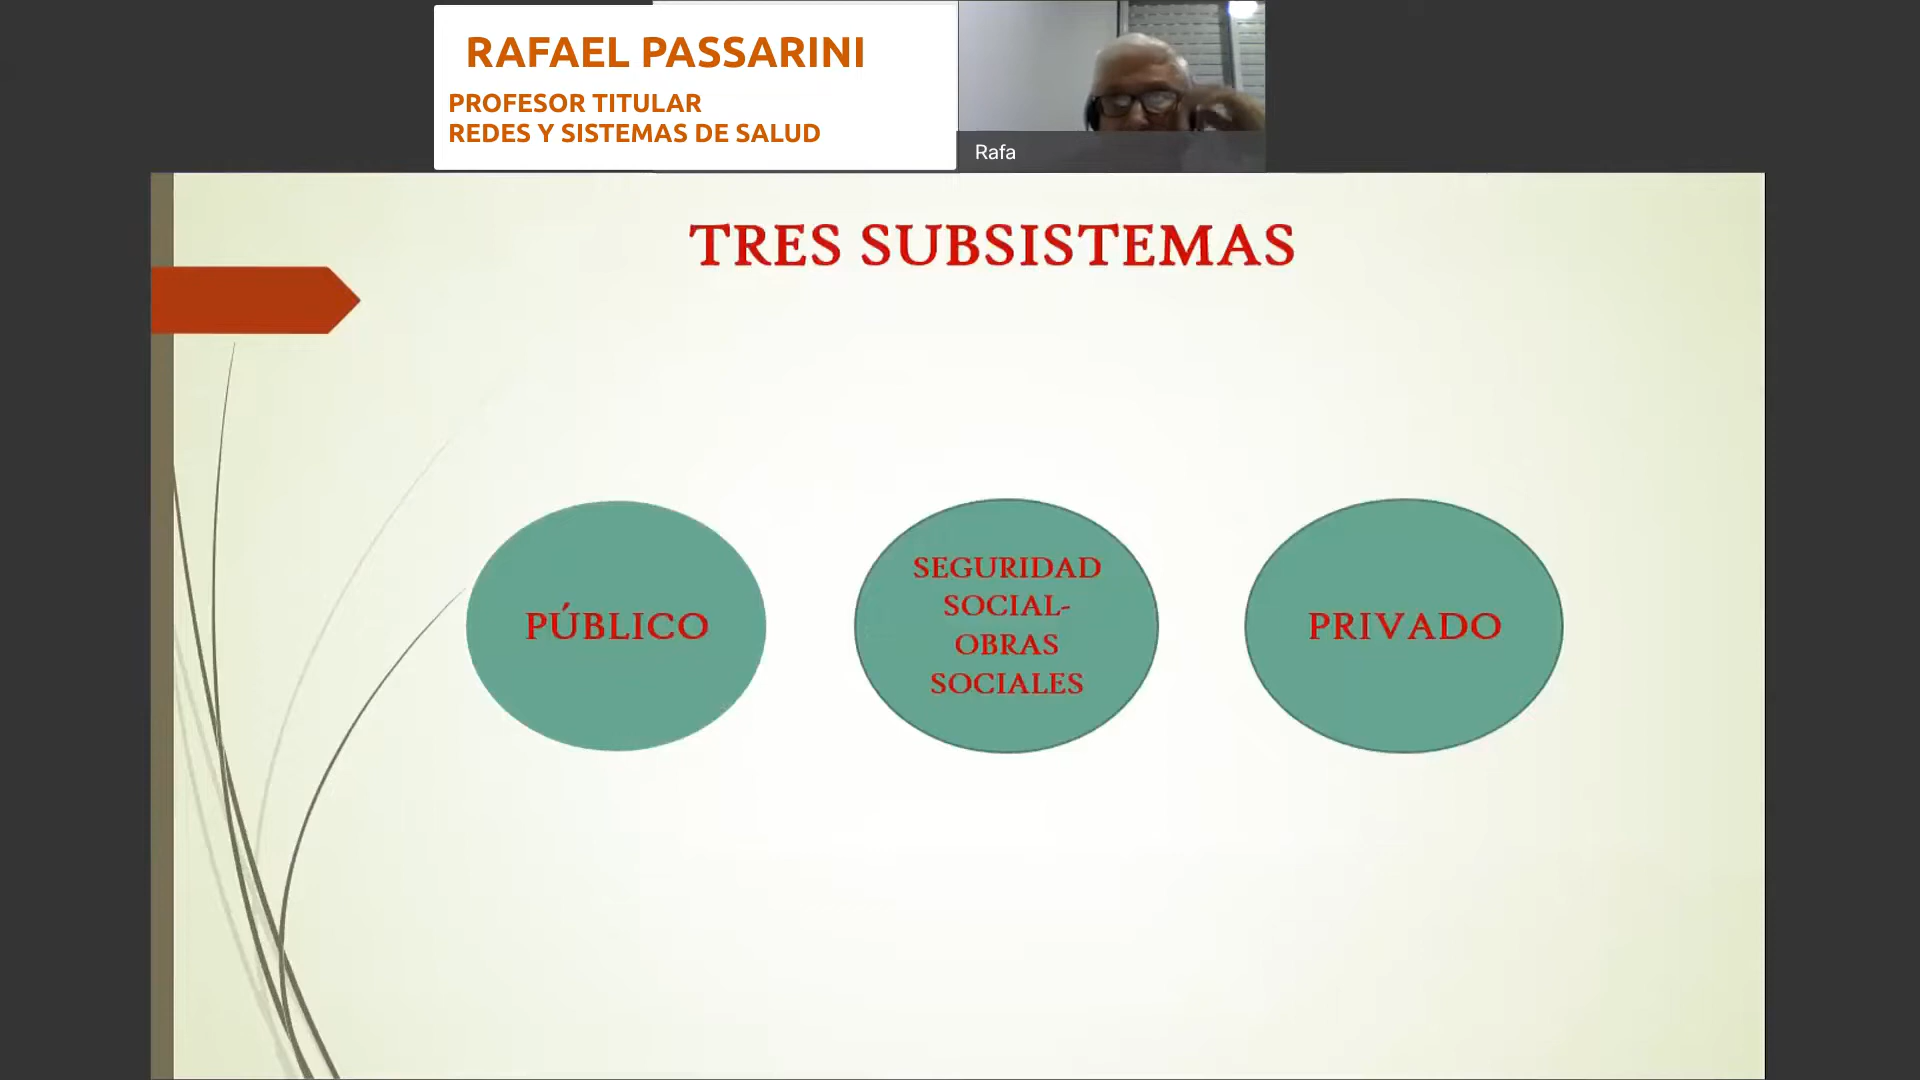 RAFAEL PASSARINI
PROFESOR TITULAR
REDES Y SISTEMAS DE SALUD
Rafa
TRES SUBSISTEMAS
PÚBLICO
SEGURIDAD
SOCIAL-
OBRAS
SOCIALES
PRIVADO